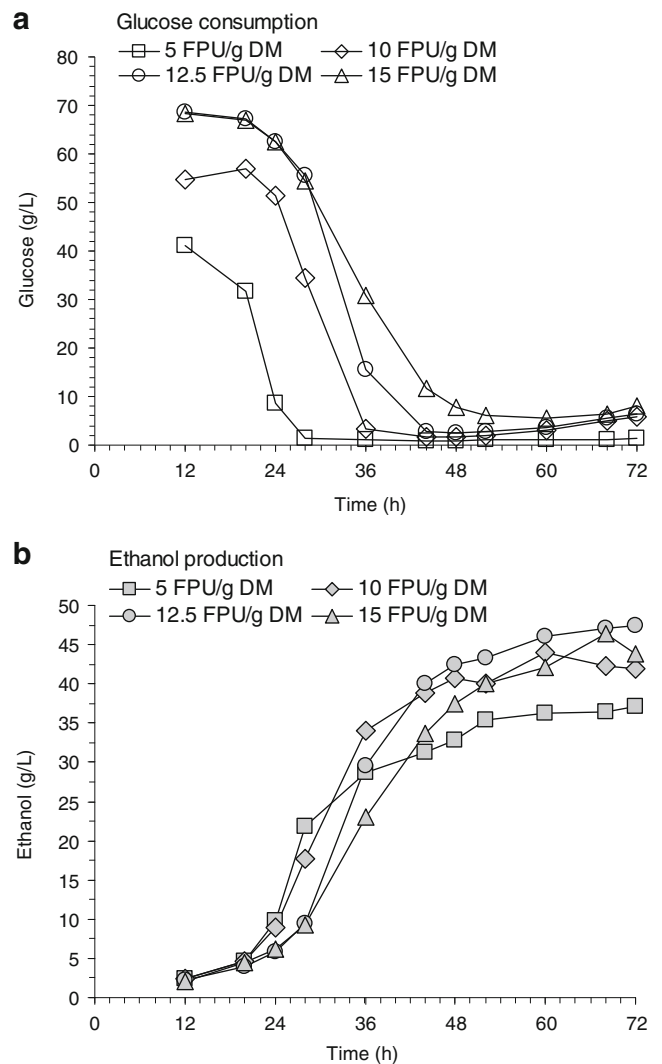 a
Glucose consumption
5 FPU/g DM 10 FPU/g DM
12.5 FPU/g DM 15 FPU/g DM
80
70
60
50
40
30
20
10
0
Glucose (g/L)
0 12 24 36 48 60 72
Time (h)
b
Ethanol production
5 FPU/g DM 10 FPU/g DM
12.5 FPU/g DM 15 FPU/g DM
50
45
40
35
30
25
20
15
10
5
0
Ethanol (g/L)
0 12 24 36 48 60 72
Time (h)